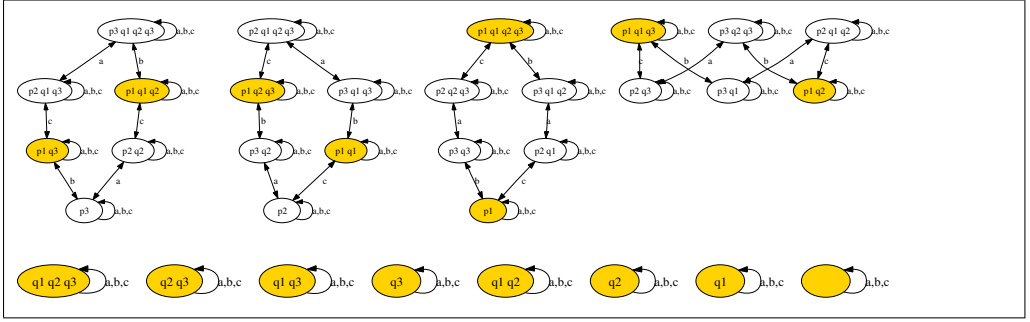 p3 q1 q2 q3 a,b,c p2 q1 q2 q3 a,b,c p1 q1 q2 q3 a,b,c p1 q1 q3 a,b,c p3 q2 q3 a,b,c p2 q1 q2 a,b,c
a b c a c b c b a a b c
p2 q1 q3 a,b,c p1 q1 q2 a,b,c p1 q2 q3 a,b,c p3 q1 q3 a,b,c p2 q2 q3 a,b,c p3 q1 q2 a,b,c p2 q3 a,b,c p3 q1 a,b,c p1 q2 a,b,c
c c b b a a
p1 q3 a,b,c p2 q2 a,b,c p3 q2 a,b,c p1 q1 a,b,c p3 q3 a,b,c p2 q1 a,b,c
b a a c b c
p3 a,b,c p2 a,b,c p1 a,b,c
q1 q2 q3 a,b,c q2 q3 a,b,c q1 q3 a,b,c q3 a,b,c q1 q2 a,b,c q2 a,b,c q1 a,b,c a,b,c